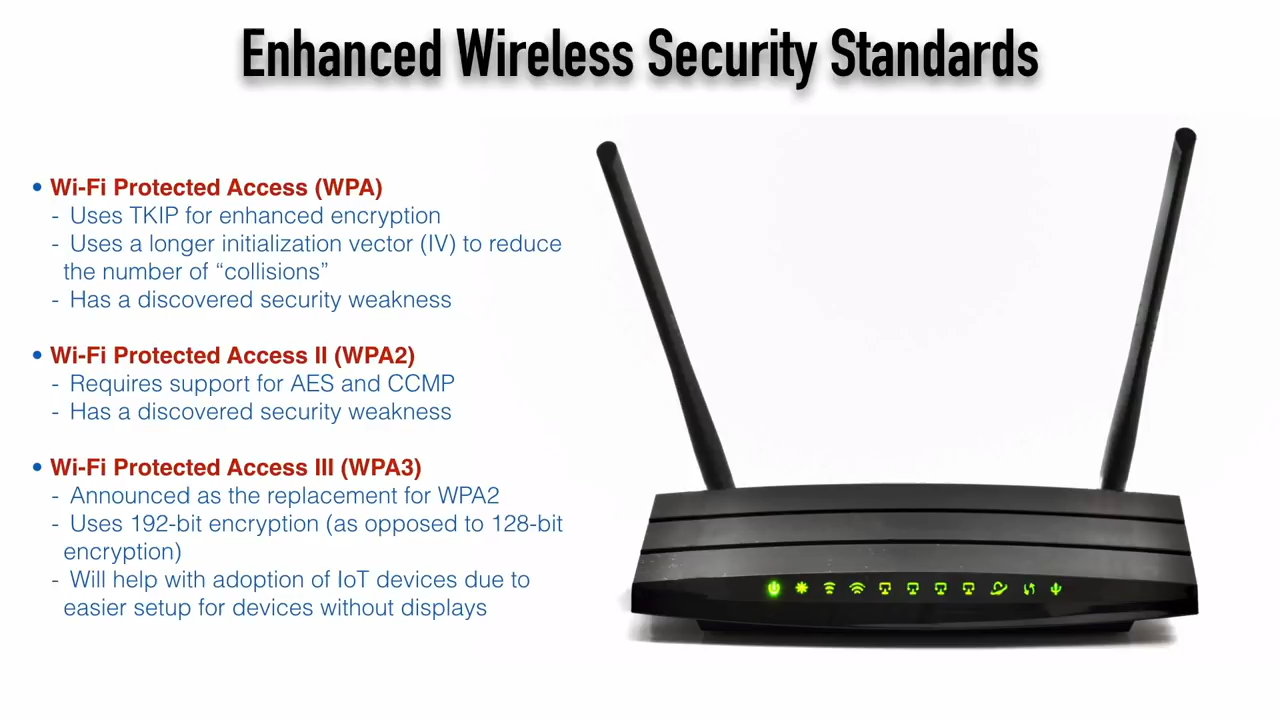 Enhanced Wireless Security Standards
• Wi-Fi Protected Access (WPA)
- Uses TKIP for enhanced encryption
- Uses a longer initialization vector (IV) to reduce
the number of “collisions”
- Has a discovered security weakness
• Wi-Fi Protected Access II (WPA2)
- Requires support for AES and CCMP
- Has a discovered security weakness
• Wi-Fi Protected Access III (WPA3)
- Announced as the replacement for WPA2
- Uses 192-bit encryption (as opposed to 128-bit
encryption)
- Will help with adoption of IoT devices due to
easier setup for devices without displays